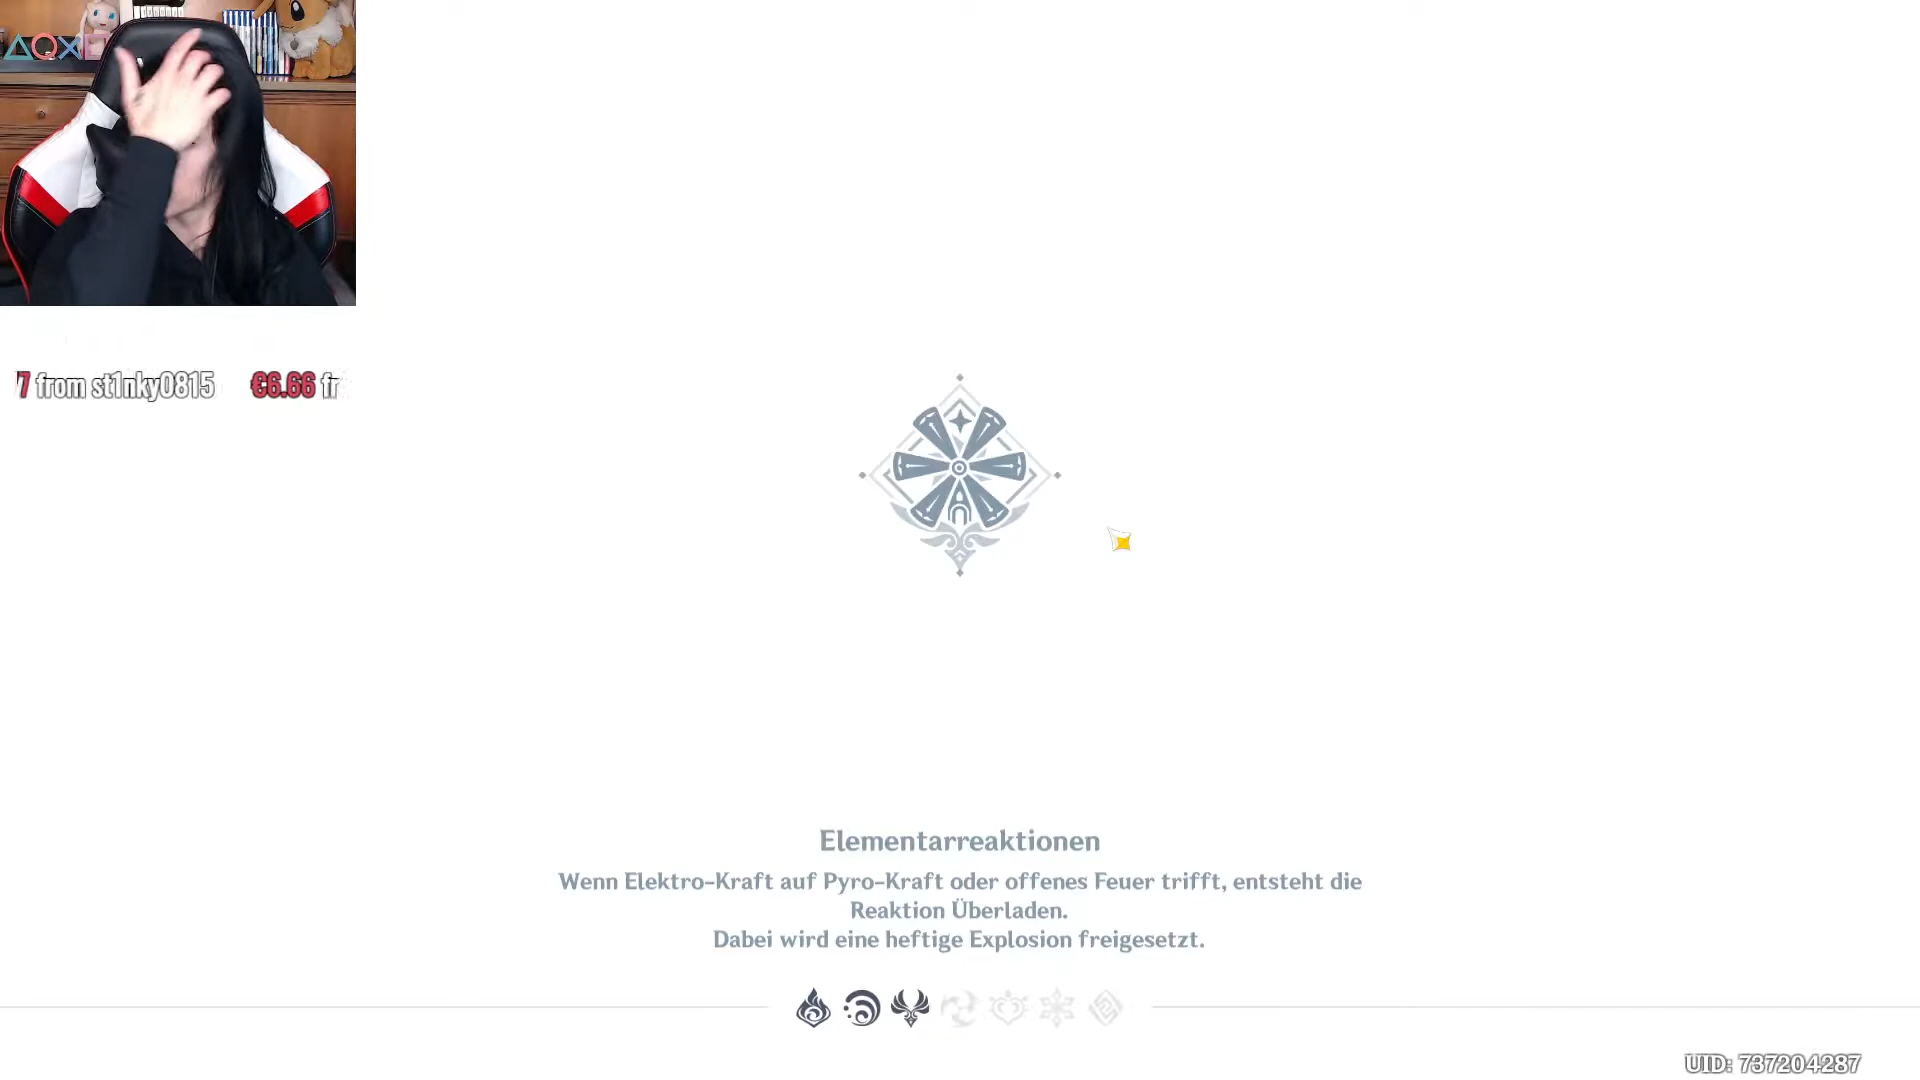 7 from st1nky0815 €6.66 fr
Elementarreaktionen
Wenn Elektro-Kraft auf Pyro-Kraft oder offenes Feuer trifft, entsteht die
Reaktion Überladen.
Dabei wird eine heftige Explosion freigesetzt.
UID: 737204287